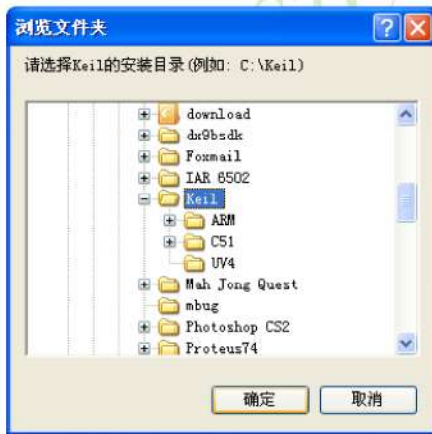 浏览文件夹
请选择Keil的安装目录(例如: C:\Keil)
download
dx9bsdk
Foxmail
IAR 6502
Keil
ARM
C51
UV4
Mah Jong Quest
mbug
Photoshop CS2
Proteus74
确定 取消